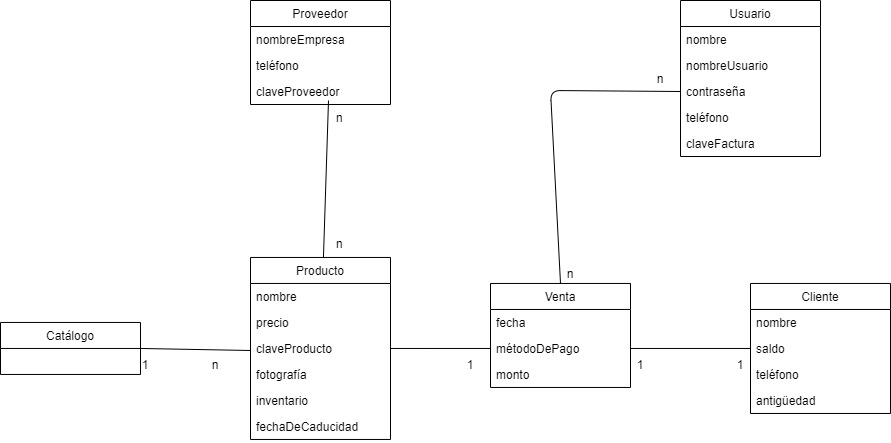 Proveedor
nombreEmpresa
teléfono
claveProveedor
n
n
Usuario
nombre
nombreUsuario
contraseña
teléfono
claveFactura
n
n
Catálogo
1
n
Producto
nombre
precio
claveProducto
fotografía
inventario
fechaDeCaducidad
1
Venta
fecha
métodoDePago
monto
1
1
Cliente
nombre
saldo
teléfono
antigüedad